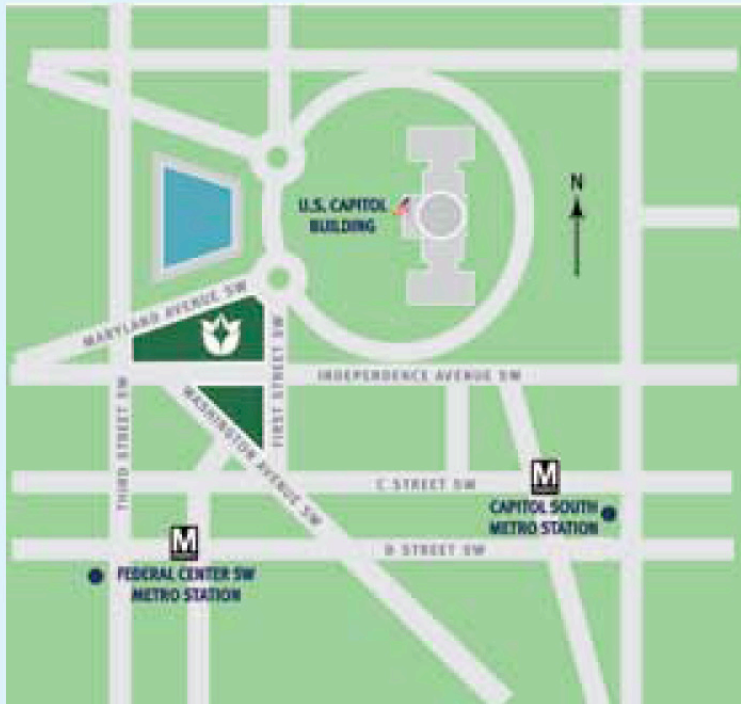 N
U.S. CAPITOL
BUILDING
MARYLAND AVENUE SW
FIRST STREET SW
INDEPENDENCE AVENUE SW
WASHINGTON AVENUE SW
THIRD STREET SW
C STREET SW
M
CAPITOL SOUTH
METRO STATION
M
D STREET SW
FEDERAL CENTER SW
METRO STATION